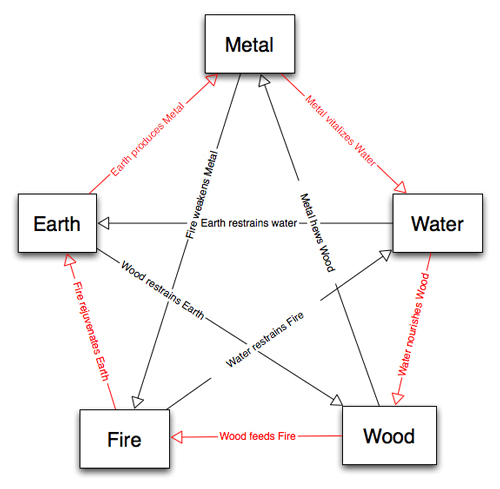 Metal
Earth produces Metal
Metal vitalizes Water
Fire weakens Metal
Metal hews Wood
Earth
Earth restrains water
Water
Wood restrains Earth
Water restrains Fire
Fire rejuvenates Earth
Water nourishes Wood
Fire
Wood feeds Fire
Wood